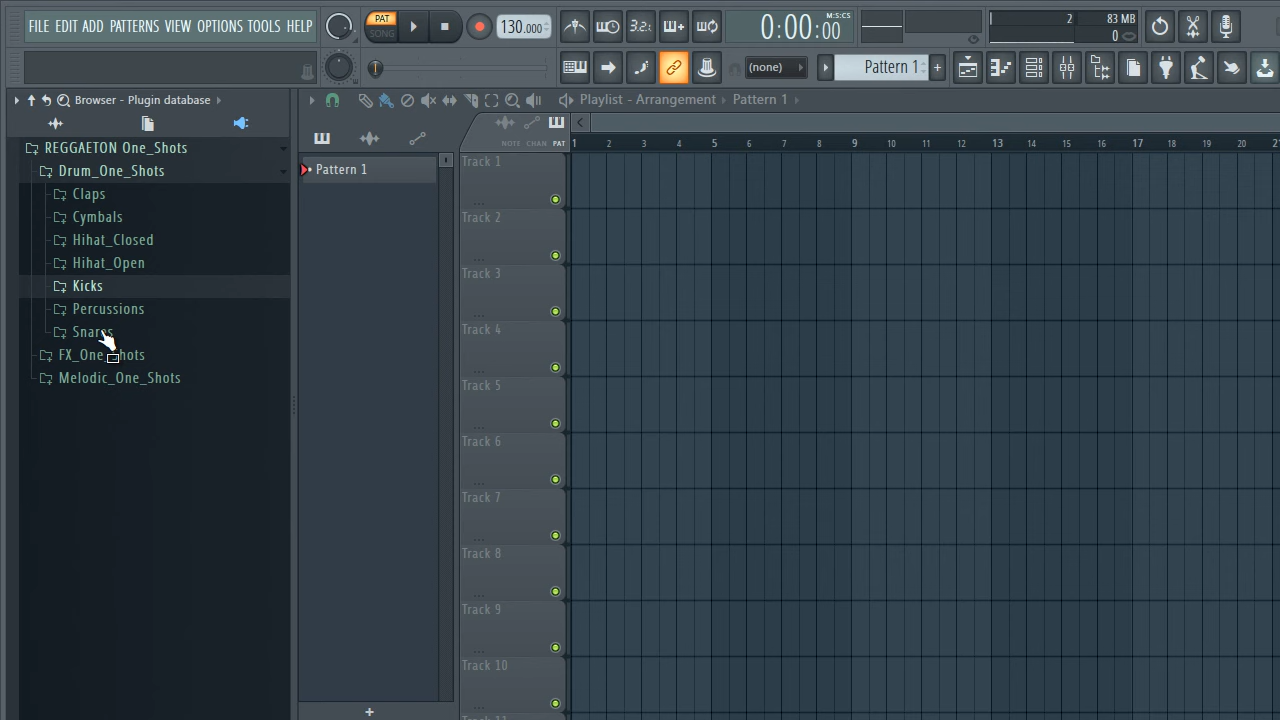 FILE EDIT ADD PATTERNS VIEW OPTIONS TOOLS HELP
PAT
SONG
130.000
3.2:
0:00:00
M:S:CS
2
83 MB
0
(none)
Pattern 1
+
Browser - Plugin database
Playlist - Arrangement › Pattern 1 ›
NOTE CHAN PAT
REGGAETON One_Shots
Drum_One_Shots
Claps
Cymbals
Hihat_Closed
Hihat_Open
Kicks
Percussions
Snares
FX_One_Shots
Melodic_One_Shots
Pattern 1
+
1 2 3 4 5 6 7 8 9 10 11 12 13 14 15 16 17 18 19 20
Track 1
Track 2
Track 3
Track 4
Track 5
Track 6
Track 7
Track 8
Track 9
Track 10